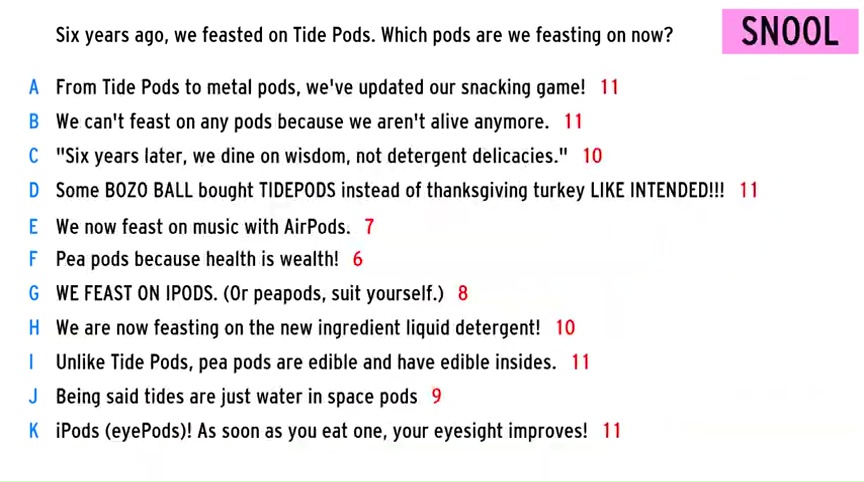 Six years ago, we feasted on Tide Pods. Which pods are we feasting on now?
SNOOL
A From Tide Pods to metal pods, we've updated our snacking game! 11
B We can't feast on any pods because we aren't alive anymore. 11
C "Six years later, we dine on wisdom, not detergent delicacies." 10
D Some BOZO BALL bought TIDEPODS instead of thanksgiving turkey LIKE INTENDED!!! 11
E We now feast on music with AirPods. 7
F Pea pods because health is wealth! 6
G WE FEAST ON IPODS. (Or peapods, suit yourself.) 8
H We are now feasting on the new ingredient liquid detergent! 10
I Unlike Tide Pods, pea pods are edible and have edible insides. 11
J Being said tides are just water in space pods 9
K iPods (eyePods)! As soon as you eat one, your eyesight improves! 11